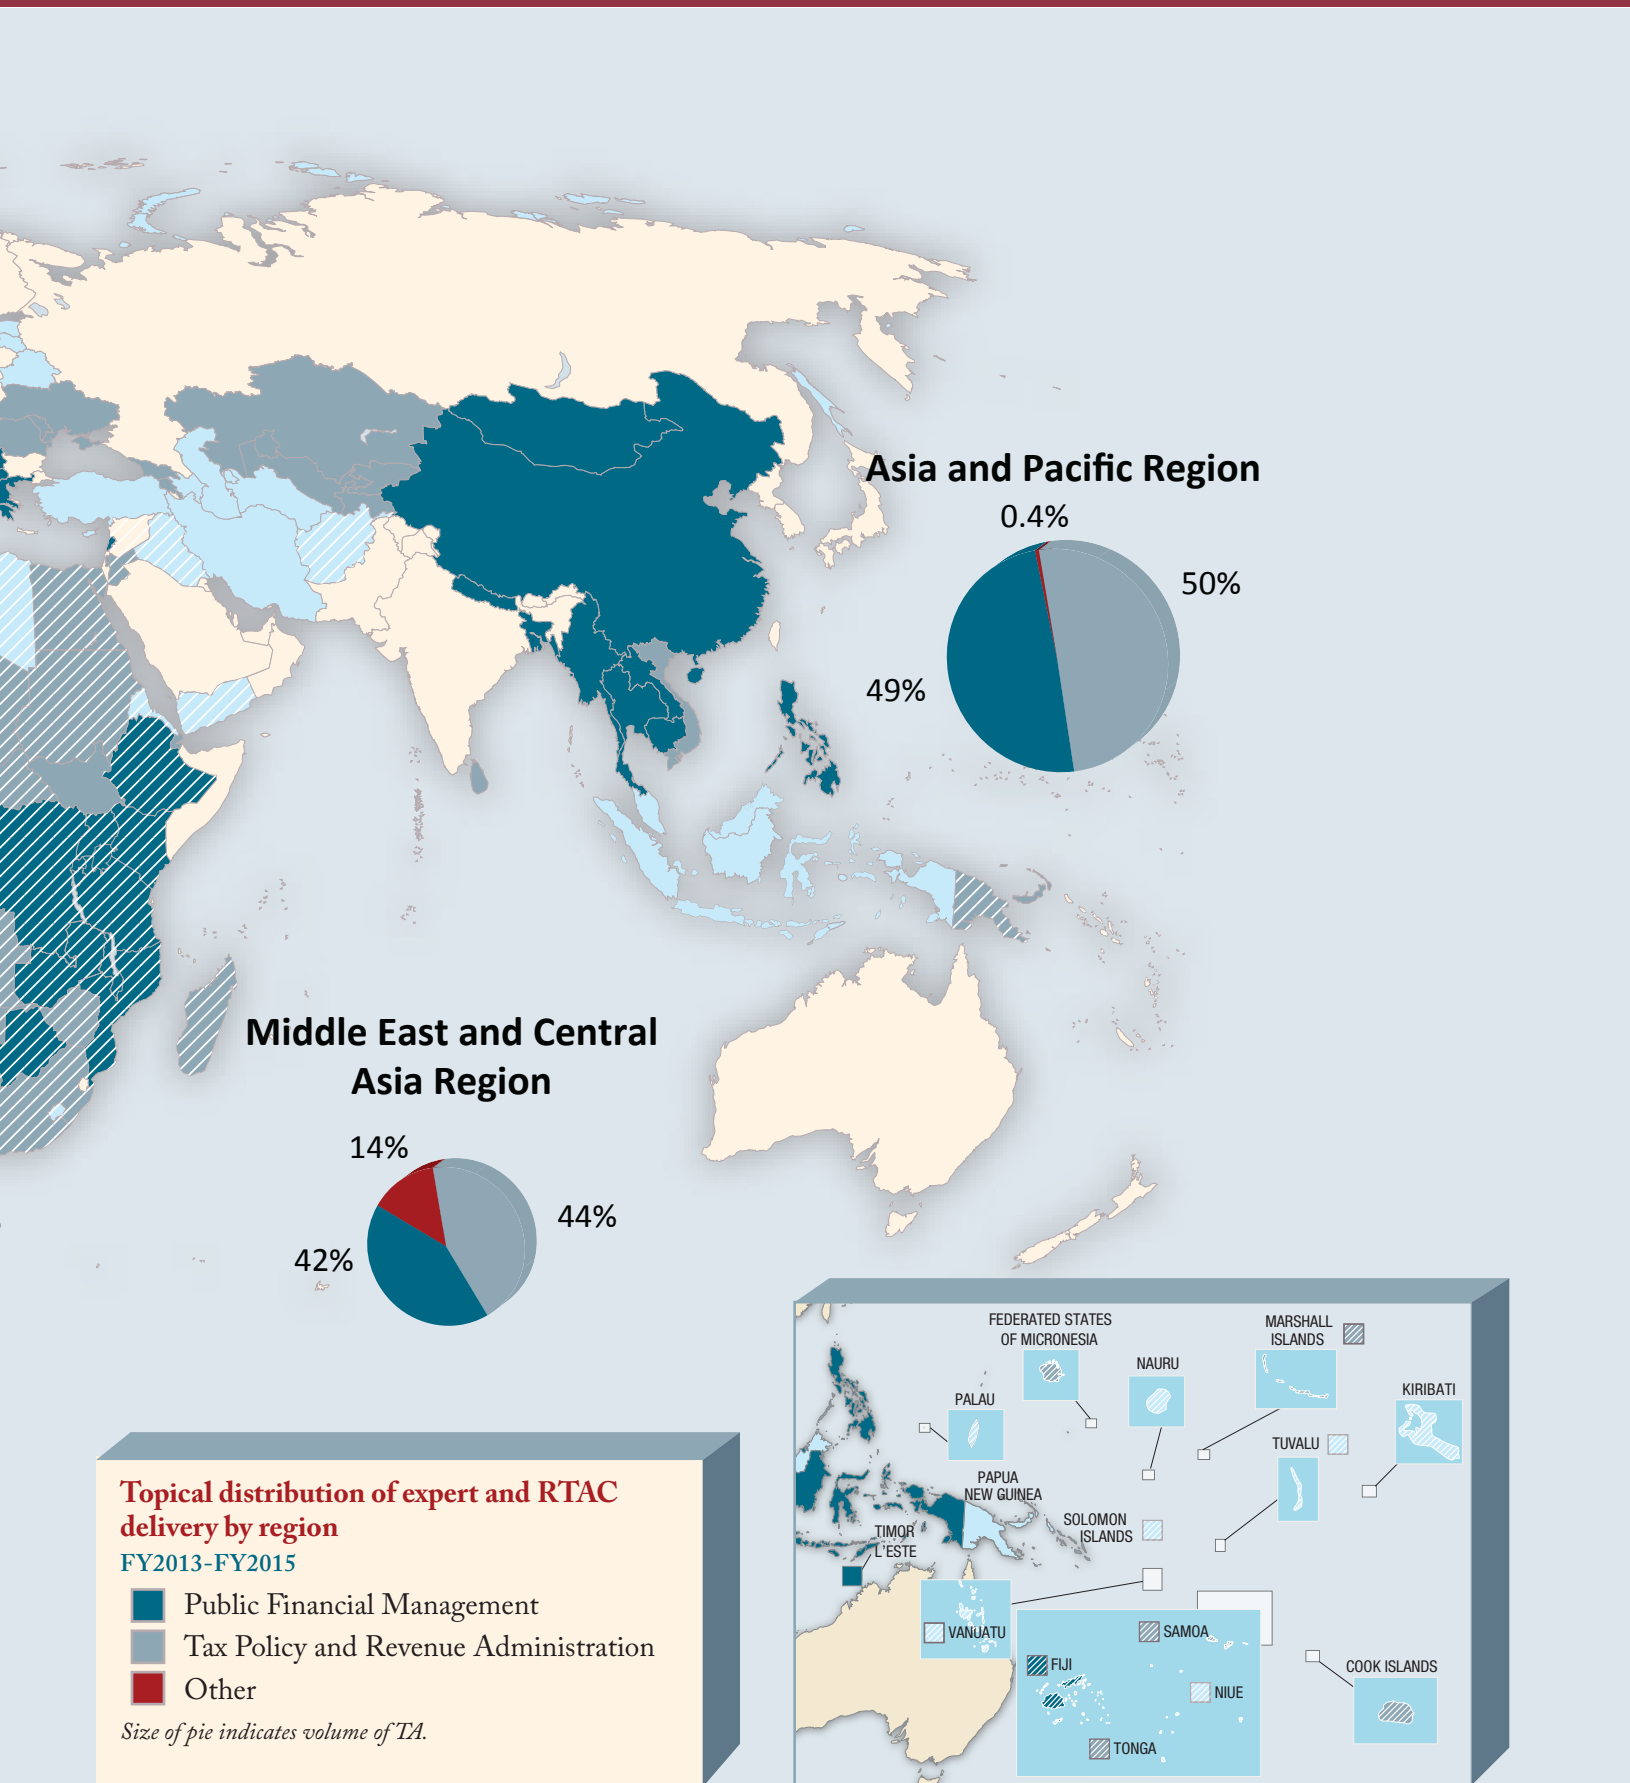 Asia and Pacific Region
0.4%
50%
49%
Middle East and Central
Asia Region
14%
44%
42%
Topical distribution of expert and RTAC
delivery by region
FY2013-FY2015
Public Financial Management
Tax Policy and Revenue Administration
Other
Size of pie indicates volume of TA.
FEDERATED STATES
OF MICRONESIA
MARSHALL
ISLANDS
NAURU
KIRIBATI
PALAU
TUVALU
PAPUA
NEW GUINEA
SOLOMON
ISLANDS
TIMOR
L'ESTE
VANUATU
SAMOA
FIJI
COOK ISLANDS
NIUE
TONGA